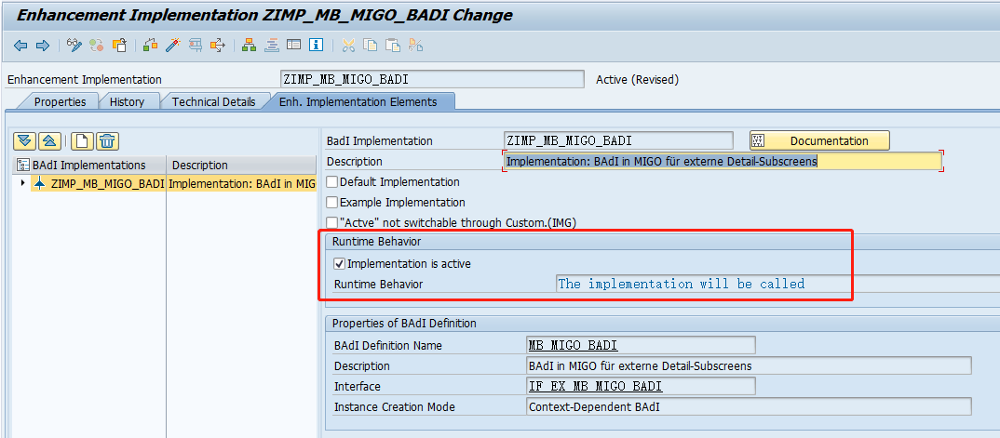 Enhancement Implementation ZIMP_MB_MIGO_BADI Change
Enhancement Implementation ZIMP_MB_MIGO_BADI Active (Revised)
Properties History Technical Details Enh. Implementation Elements
BAdI Implementations Description
ZIMP_MB_MIGO_BADI Implementation: BAdI in MIG
BadI Implementation ZIMP_MB_MIGO_BADI Documentation
Description Implementation: BAdI in MIGO für externe Detail-Subscreens
Default Implementation
Example Implementation
"Actve" not switchable through Custom.(IMG)
Runtime Behavior
Implementation is active
Runtime Behavior The implementation will be called
Properties of BAdI Definition
BAdI Definition Name MB_MIGO_BADI
Description BAdI in MIGO für externe Detail-Subscreens
Interface IF_EX_MB_MIGO_BADI
Instance Creation Mode Context-Dependent BAdI